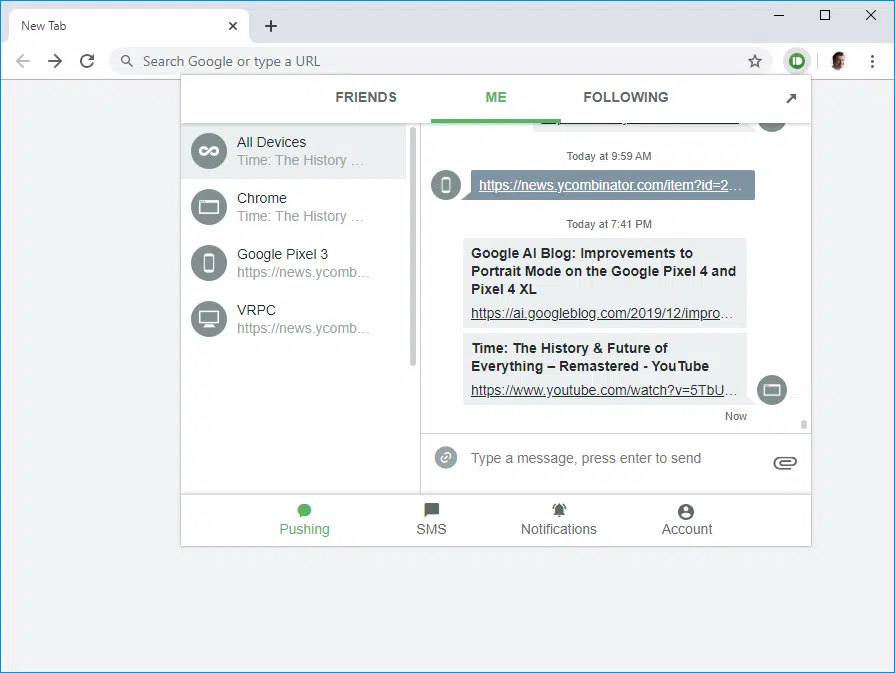 New Tab
Search Google or type a URL
FRIENDS
ME
FOLLOWING
All Devices
Time: The History …
Chrome
Time: The History …
Google Pixel 3
https://news.ycomb…
VRPC
https://news.ycomb…
Today at 9:59 AM
https://news.ycombinator.com/item?id=2…
Today at 7:41 PM
Google AI Blog: Improvements to
Portrait Mode on the Google Pixel 4 and
Pixel 4 XL
https://ai.googleblog.com/2019/12/impro…
Time: The History & Future of
Everything – Remastered - YouTube
https://www.youtube.com/watch?v=5TbU…
Now
Type a message, press enter to send
Pushing
SMS
Notifications
Account